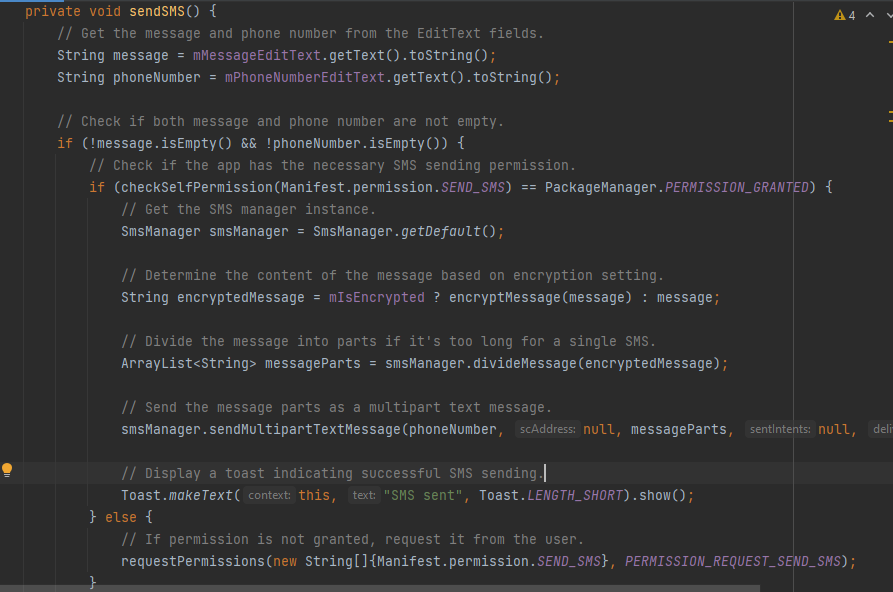 private void sendSMS() {
4
// Get the message and phone number from the EditText fields.
String message = mMessageEditText.getText().toString();
String phoneNumber = mPhoneNumberEditText.getText().toString();
// Check if both message and phone number are not empty.
if (!message.isEmpty() && !phoneNumber.isEmpty()) {
// Check if the app has the necessary SMS sending permission.
if (checkSelfPermission(Manifest.permission.SEND_SMS) == PackageManager.PERMISSION_GRANTED) {
// Get the SMS manager instance.
SmsManager smsManager = SmsManager.getDefault();
// Determine the content of the message based on encryption setting.
String encryptedMessage = mIsEncrypted ? encryptMessage(message) : message;
// Divide the message into parts if it's too long for a single SMS.
ArrayList<String> messageParts = smsManager.divideMessage(encryptedMessage);
// Send the message parts as a multipart text message.
smsManager.sendMultipartTextMessage(phoneNumber, scAddress: null, messageParts, sentIntents: null,
// Display a toast indicating successful SMS sending.
Toast.makeText( context: this, text: "SMS sent", Toast.LENGTH_SHORT).show();
} else {
// If permission is not granted, request it from the user.
requestPermissions(new String[]{Manifest.permission.SEND_SMS}, PERMISSION_REQUEST_SEND_SMS);
}